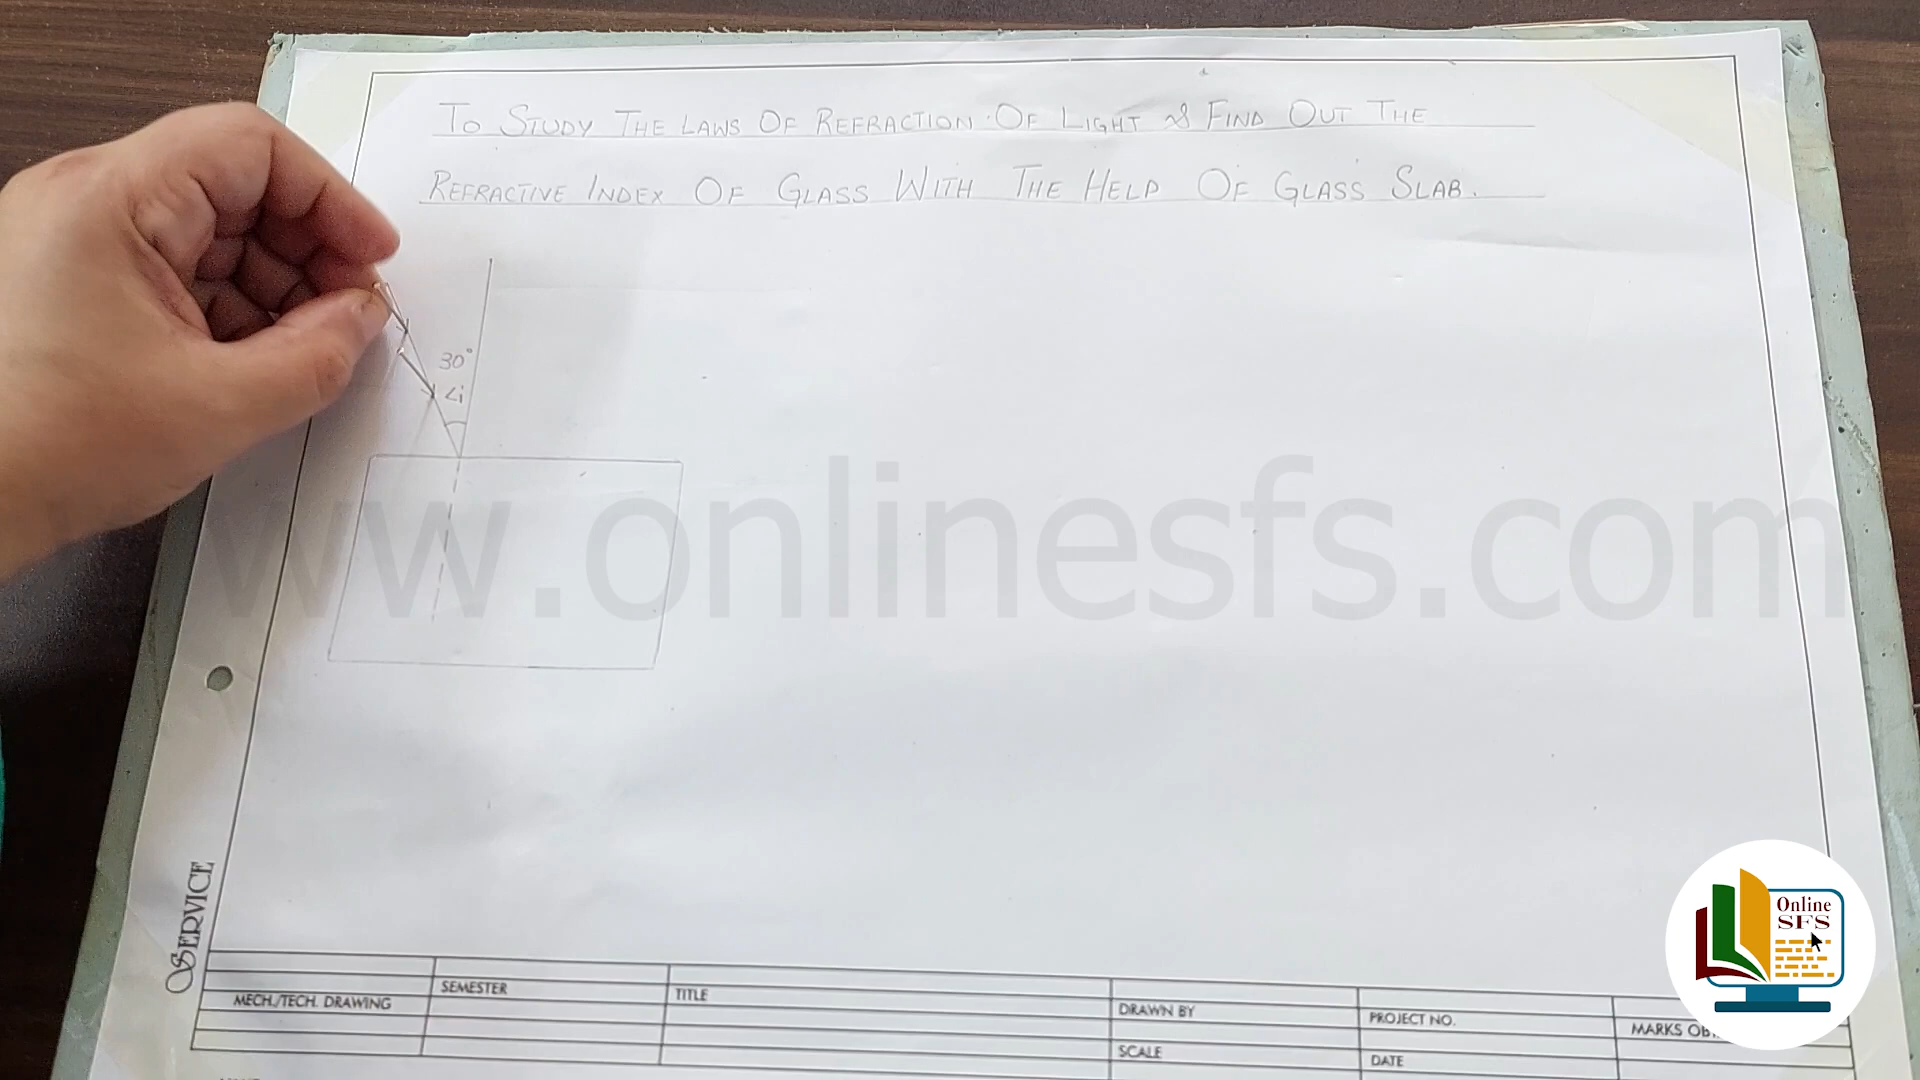 TO STUDY THE LAWS OF REFRACTION OF LIGHT & FIND OUT THE
REFRACTIVE INDEX OF GLASS WITH THE HELP OF GLASS SLAB.
30°
∠i
www.onlinesfs.com
SERVICE
Online
SFS
MECH./TECH. DRAWING
SEMESTER
TITLE
DRAWN BY
SCALE
PROJECT NO.
DATE
MARKS